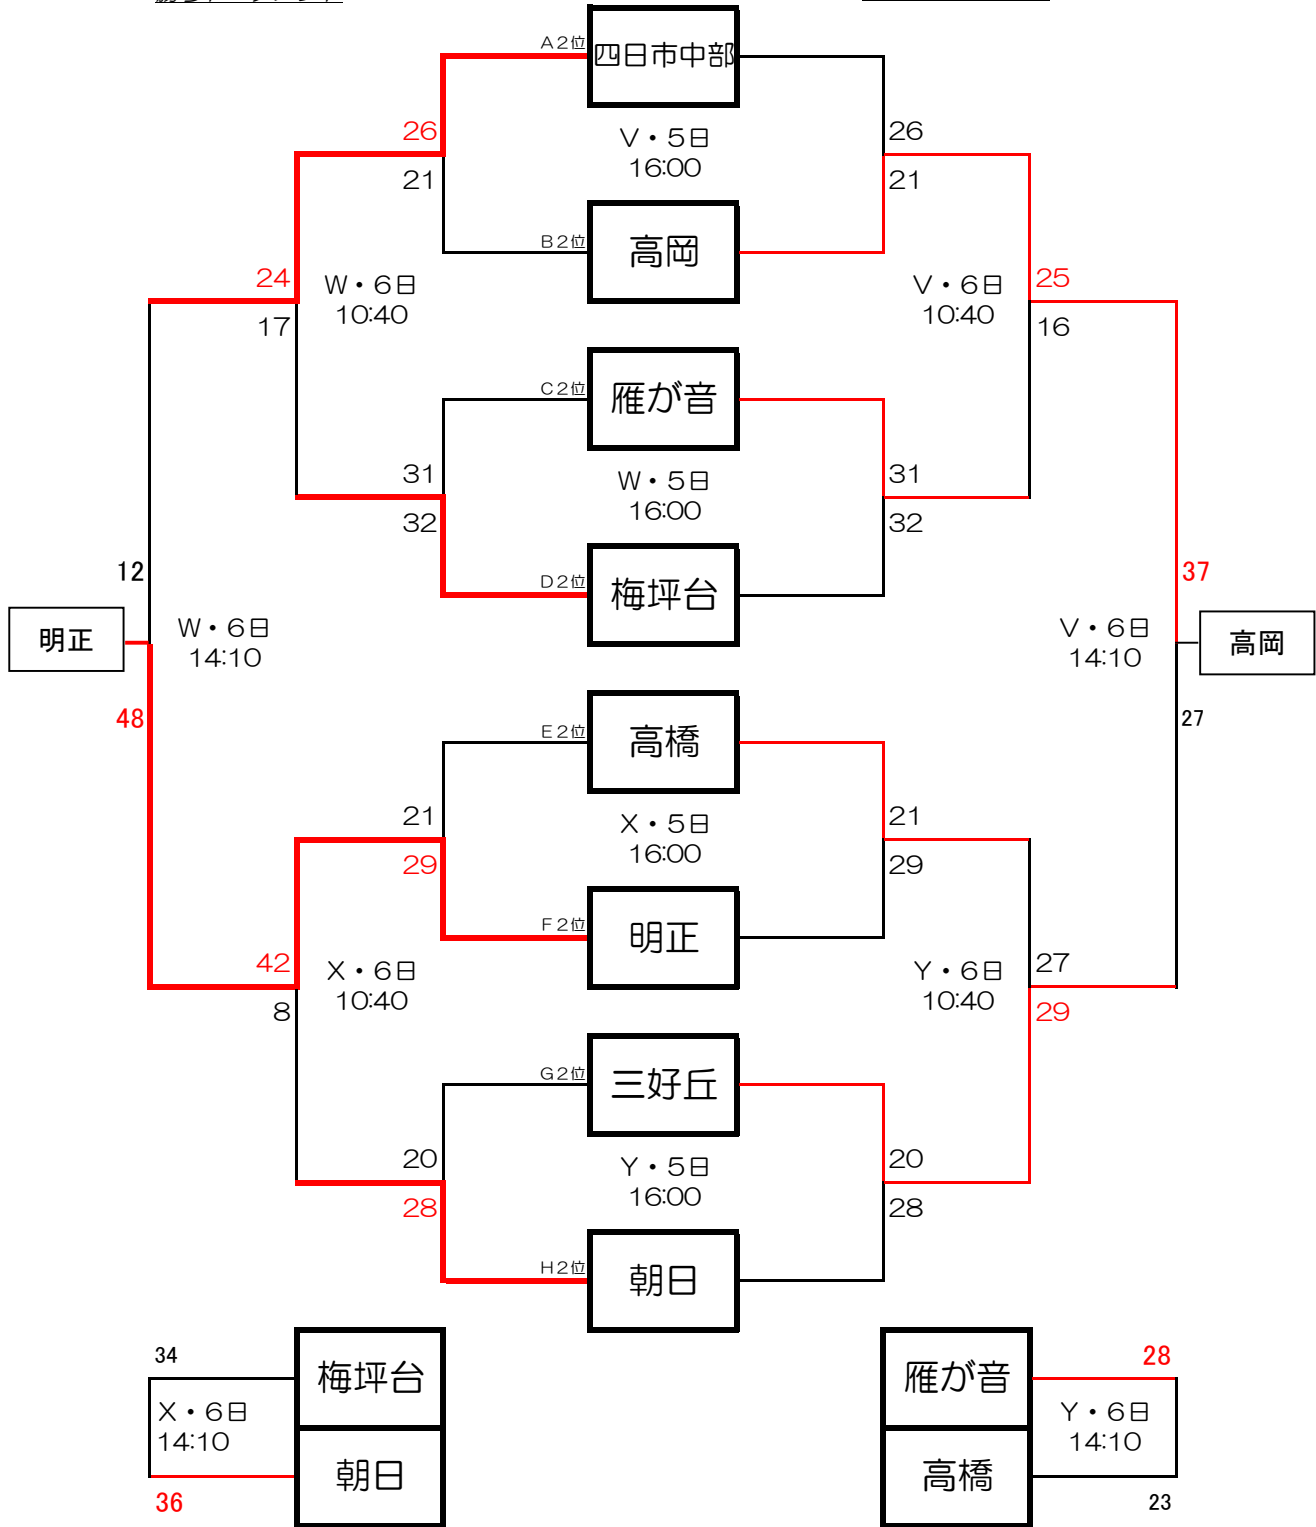 A2位
四日市中部
26
V・5日
16:00
26
21
21
B2位
高岡
24
W・6日
10:40
V・6日
10:40
25
17
16
C2位
雁が音
31
W・5日
16:00
31
32
32
D2位
梅坪台
12
37
明正
W・6日
14:10
V・6日
14:10
高岡
48
27
E2位
高橋
21
X・5日
16:00
21
29
29
F2位
明正
42
X・6日
10:40
Y・6日
10:40
27
8
29
G2位
三好丘
20
Y・5日
16:00
20
28
28
H2位
朝日
34
梅坪台
X・6日
14:10
朝日
36
雁が音
28
Y・6日
14:10
高橋
23